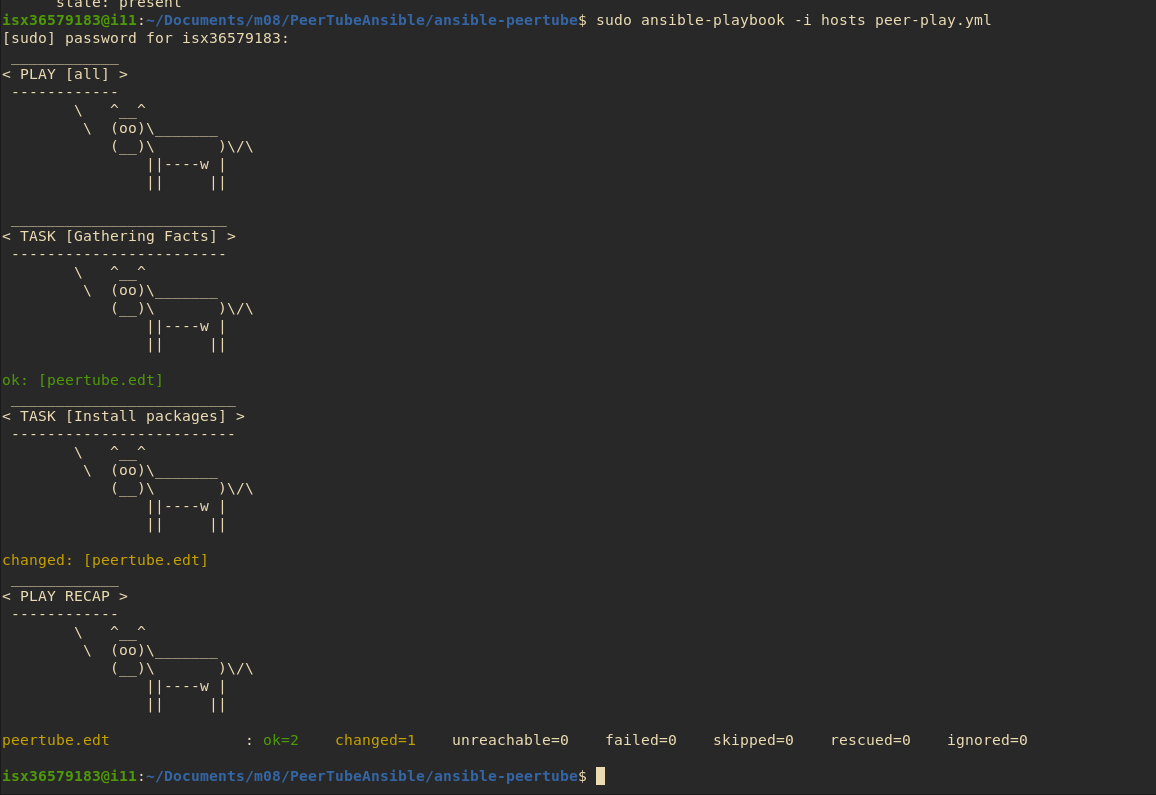 state: present
isx36579183@i11:~/Documents/m08/PeerTubeAnsible/ansible-peertube$ sudo ansible-playbook -i hosts peer-play.yml
[sudo] password for isx36579183:
 ____________
< PLAY [all] >
 ------------
        \   ^__^
         \  (oo)\_______
            (__)\       )\/\
                ||----w |
                ||     ||

 ________________________
< TASK [Gathering Facts] >
 ------------------------
        \   ^__^
         \  (oo)\_______
            (__)\       )\/\
                ||----w |
                ||     ||

ok: [peertube.edt]
 _________________________
< TASK [Install packages] >
 -------------------------
        \   ^__^
         \  (oo)\_______
            (__)\       )\/\
                ||----w |
                ||     ||

changed: [peertube.edt]
 ____________
< PLAY RECAP >
 ------------
        \   ^__^
         \  (oo)\_______
            (__)\       )\/\
                ||----w |
                ||     ||

peertube.edt               : ok=2    changed=1    unreachable=0    failed=0    skipped=0    rescued=0    ignored=0

isx36579183@i11:~/Documents/m08/PeerTubeAnsible/ansible-peertube$